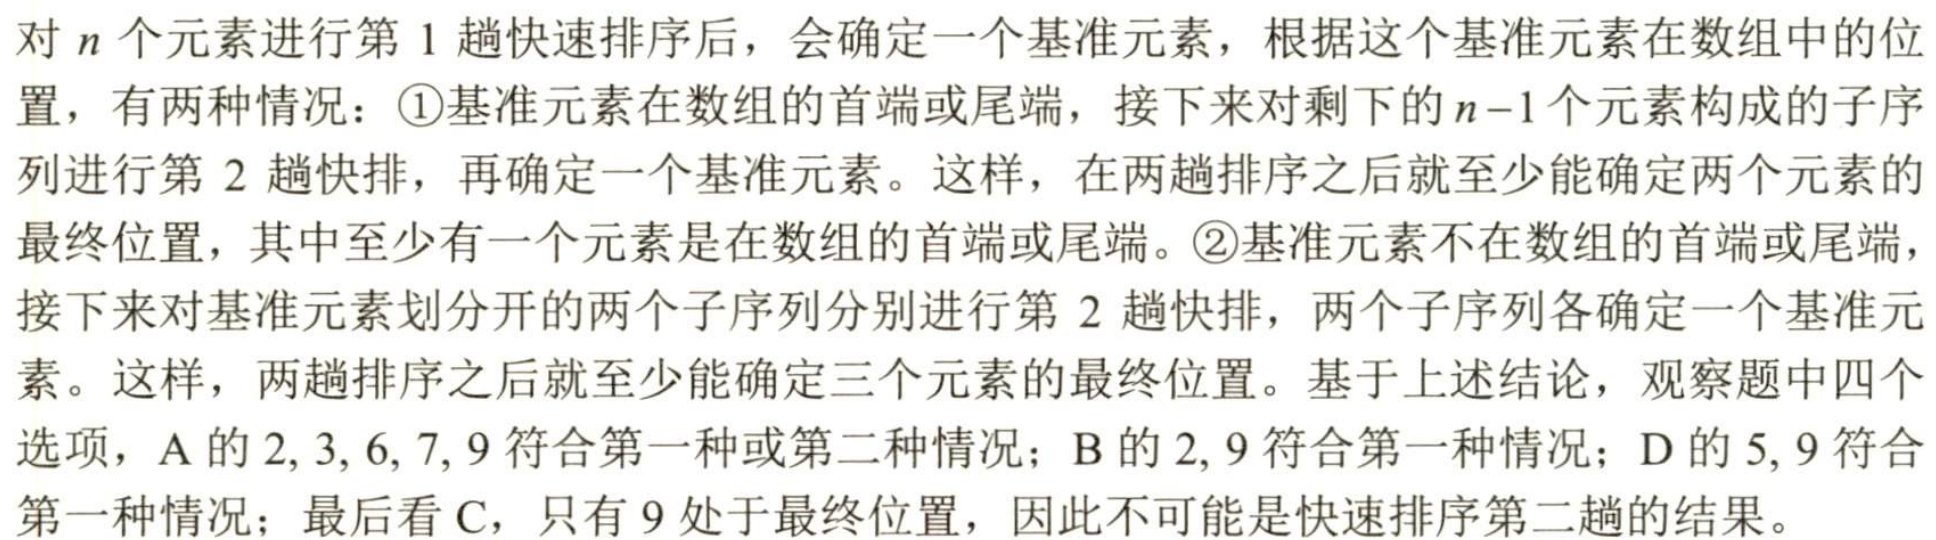 对 n 个元素进行第 1 趟快速排序后，会确定一个基准元素，根据这个基准元素在数组中的位
置，有两种情况：①基准元素在数组的首端或尾端，接下来对剩下的 n–1 个元素构成的子序
列进行第 2 趟快排，再确定一个基准元素。这样，在两趟排序之后就至少能确定两个元素的
最终位置，其中至少有一个元素是在数组的首端或尾端。②基准元素不在数组的首端或尾端，
接下来对基准元素划分开的两个子序列分别进行第 2 趟快排，两个子序列各确定一个基准元
素。这样，两趟排序之后就至少能确定三个元素的最终位置。基于上述结论，观察题中四个
选项，A 的 2, 3, 6, 7, 9 符合第一种或第二种情况；B 的 2, 9 符合第一种情况；D 的 5, 9 符合
第一种情况；最后看 C，只有 9 处于最终位置，因此不可能是快速排序第二趟的结果。